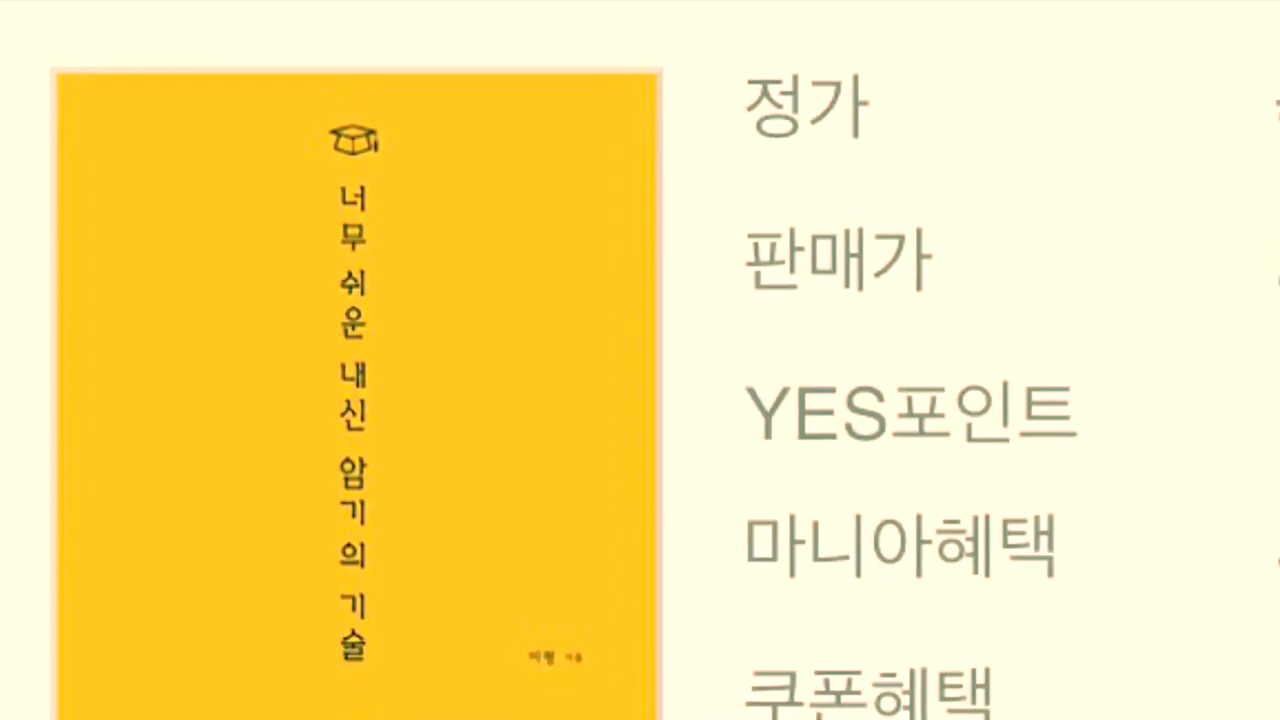 너무 쉬운 내신 암기의 기술
정가
판매가
YES포인트
마니아혜택
쿠폰혜택